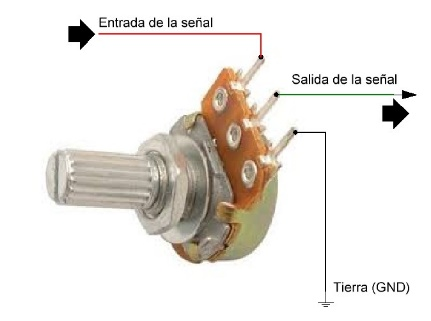 Entrada de la señal
Salida de la señal
Tierra (GND)